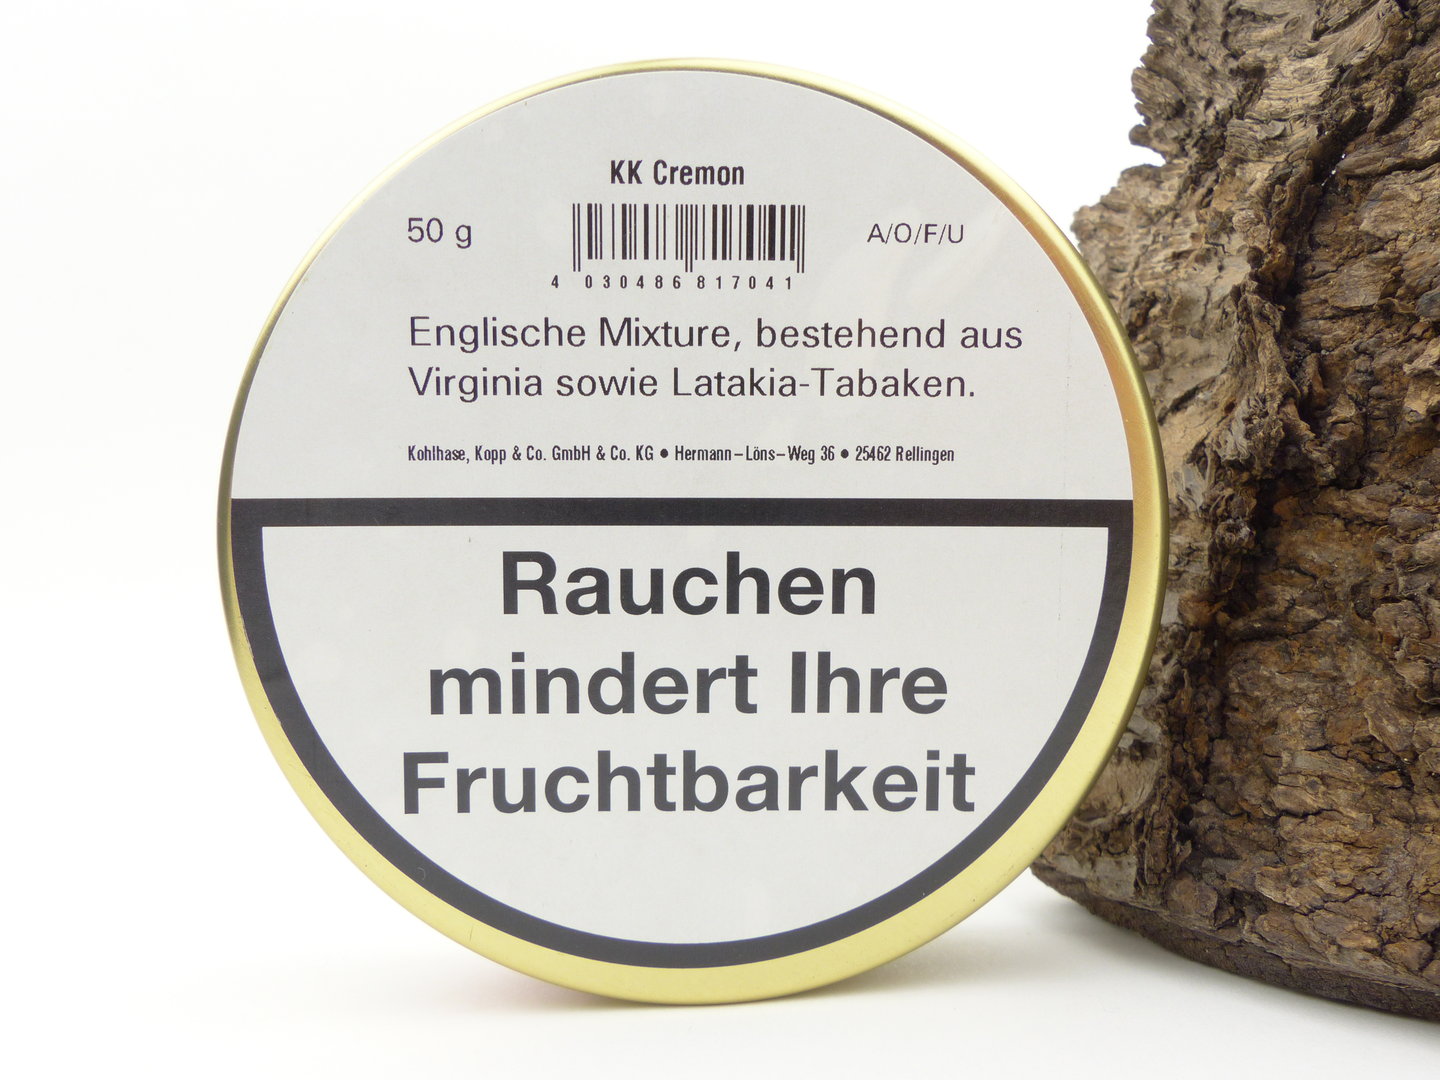 KK Cremon
50 g
A/O/F/U
4 030486 817041
Englische Mixture, bestehend aus
Virginia sowie Latakia-Tabaken.
Kohlhase, Kopp & Co. GmbH & Co. KG • Hermann–Löns–Weg 36 • 25462 Rellingen
Rauchen
mindert Ihre
Fruchtbarkeit